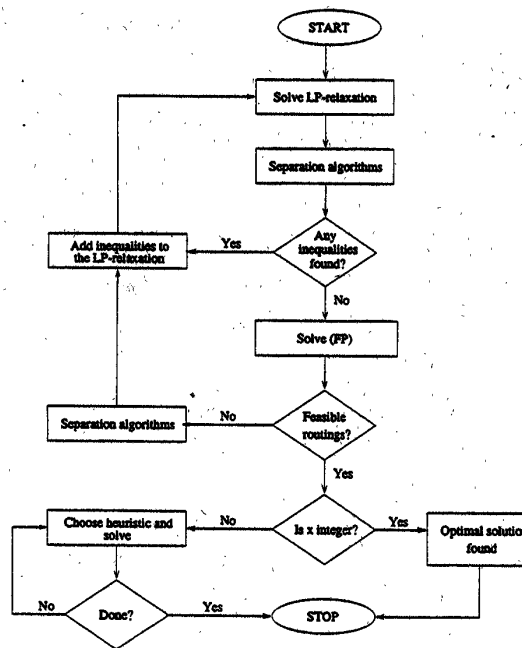 START
Solve LP-relaxation
Separation algorithms
Any
inequalities
found?
Yes
Add inequalities to
the LP-relaxation
No
Solve (FP)
Feasible
routings?
No
Separation algorithms
Yes
Is x integer?
No
Choose heuristic and
solve
Yes
Optimal solution
found
Done?
No
Yes
STOP